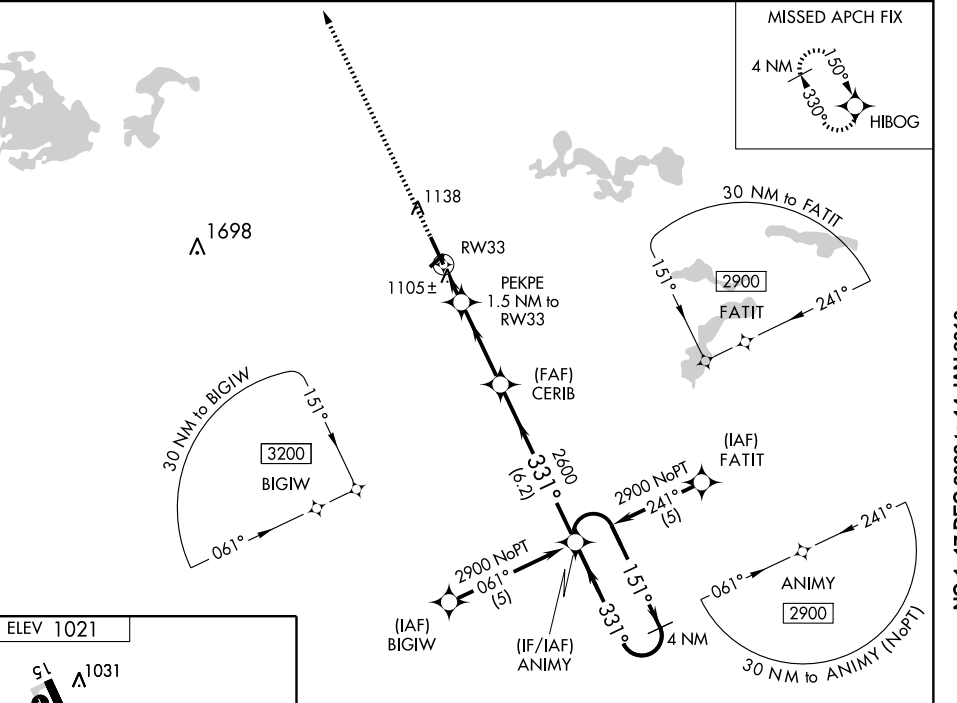 MISSED APCH FIX
4 NM
150°
330°
HIBOG
1138
1698
RW33
1105±
PEKPE
1.5 NM to
RW33
30 NM to FATIT
151°
2900
FATIT
241°
(FAF)
CERIB
30 NM to BIGIW
151°
3200
BIGIW
061°
2600
331°
(6.2)
(IAF)
FATIT
2900 NoPT
241°
(5)
2900 NoPT
061°
(5)
(IAF)
BIGIW
(IF/IAF)
ANIMY
331°
151°
4 NM
061°
241°
ANIMY
2900
30 NM to ANIMY (NoPT)
ELEV 1021
15
1031